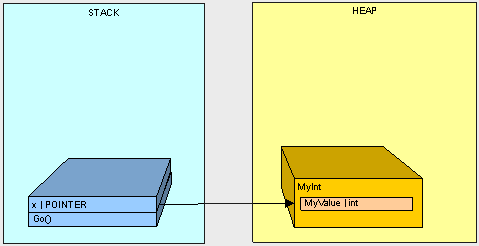 STACK
HEAP
x | POINTER
Go()
MyInt
MyValue | int